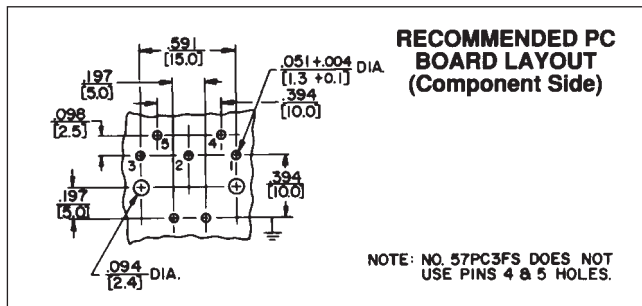 RECOMMENDED PC
BOARD LAYOUT
(Component Side)
.591
[15.0]
.051+.004 DIA.
[1.3 +0.1]
.197
[5.0]
.394
[10.0]
.098
[2.5]
5
4
3
2
1
.394
[10.0]
.197
[5.0]
.094 DIA.
[2.4]
NOTE: NO. 57PC3FS DOES NOT
USE PINS 4 & 5 HOLES.